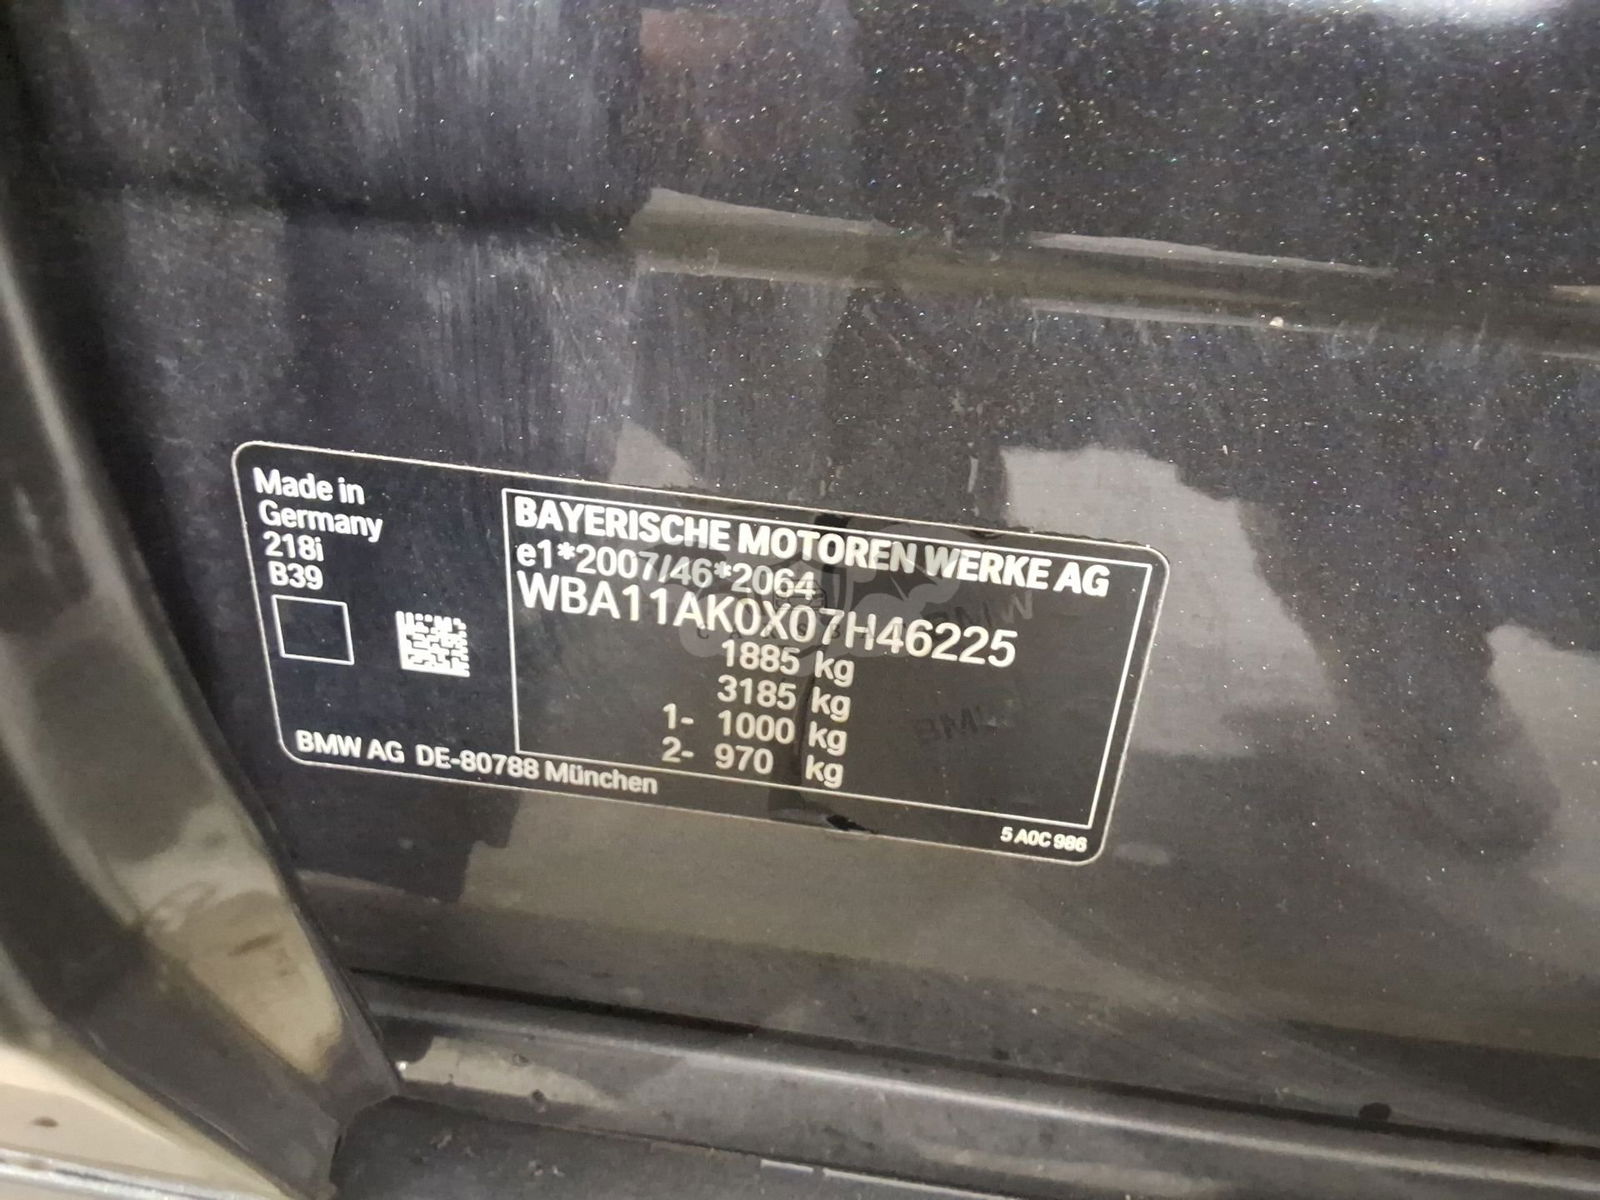 Made in
Germany
218i
B39
BMW AG DE-80788 München
BAYERISCHE MOTOREN WERKE AG
e1*2007/46*2064
WBA11AK0X07H46225
1885 kg
3185 kg
1- 1000 kg
2- 970 kg
5 A0C 986